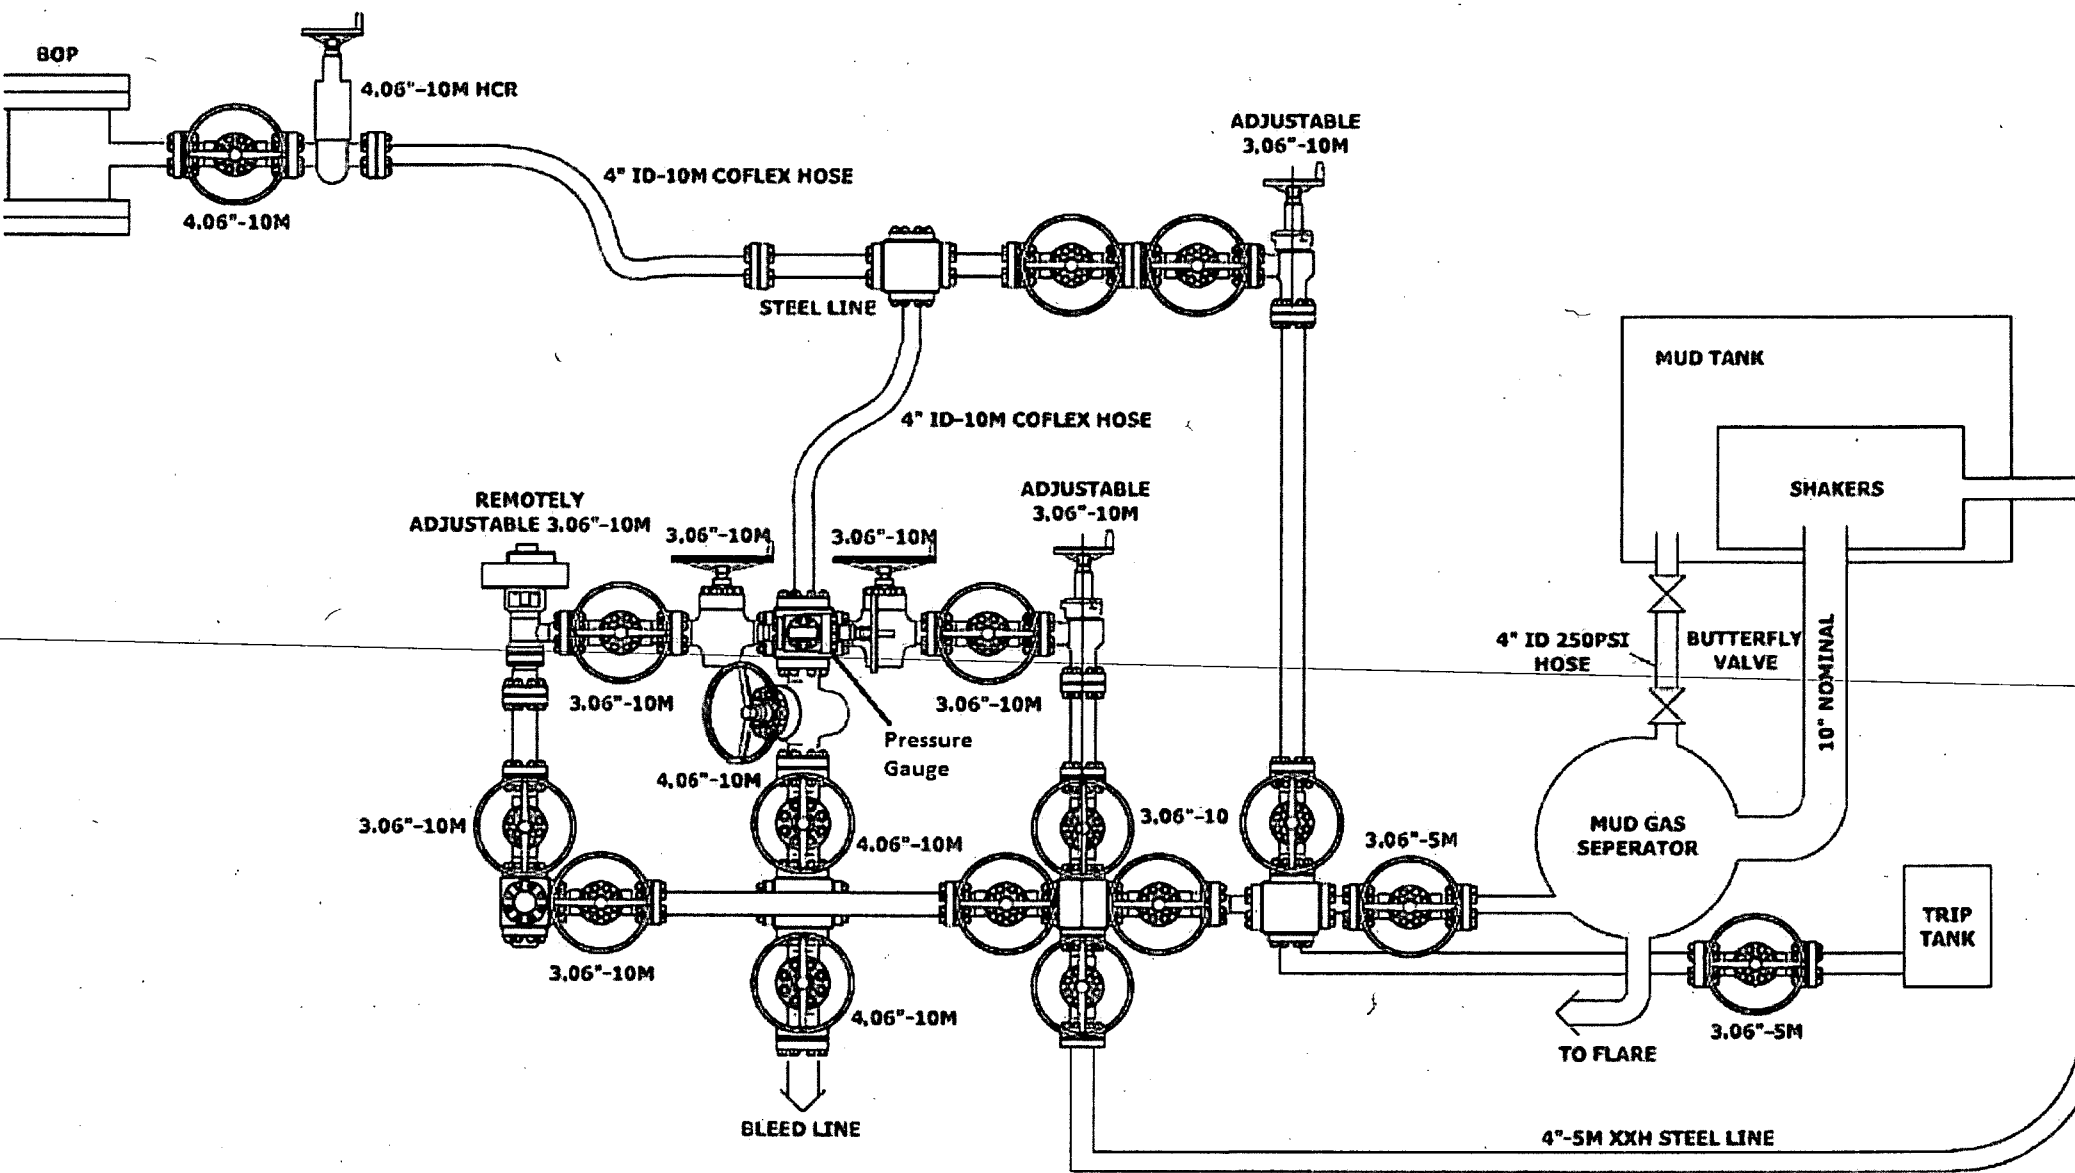 BOP
4.06"-10M HCR
4.06"-10M
4" ID-10M COFLEX HOSE
ADJUSTABLE
3.06"-10M
STEEL LINE
MUD TANK
4" ID-10M COFLEX HOSE
SHAKERS
REMOTELY
ADJUSTABLE 3.06"-10M
3.06"-10M
3.06"-10M
ADJUSTABLE
3.06"-10M
4" ID 250PSI
HOSE
BUTTERFLY
VALVE
10" NOMINAL
3.06"-10M
3.06"-10M
Pressure
Gauge
4.06"-10M
3.06"-10M
4.06"-10M
3.06"-10
3.06"-5M
MUD GAS
SEPERATOR
TRIP
TANK
3.06"-10M
4.06"-10M
3.06"-5M
TO FLARE
BLEED LINE
4"-5M XXH STEEL LINE